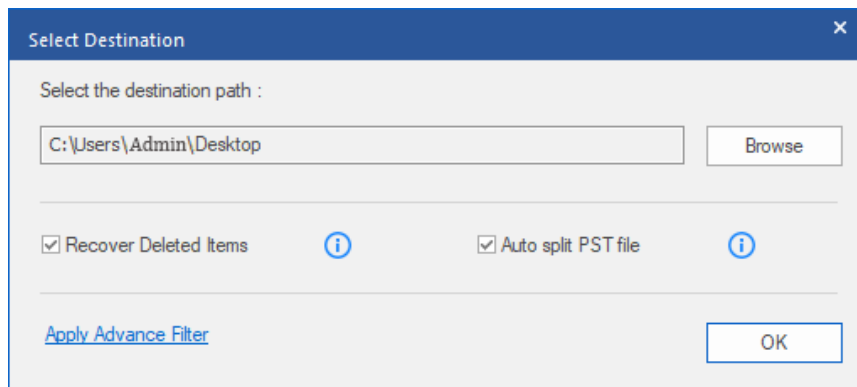 Select Destination
Select the destination path :
C:\Users\Admin\Desktop
Browse
Recover Deleted Items
Auto split PST file
Apply Advance Filter
OK